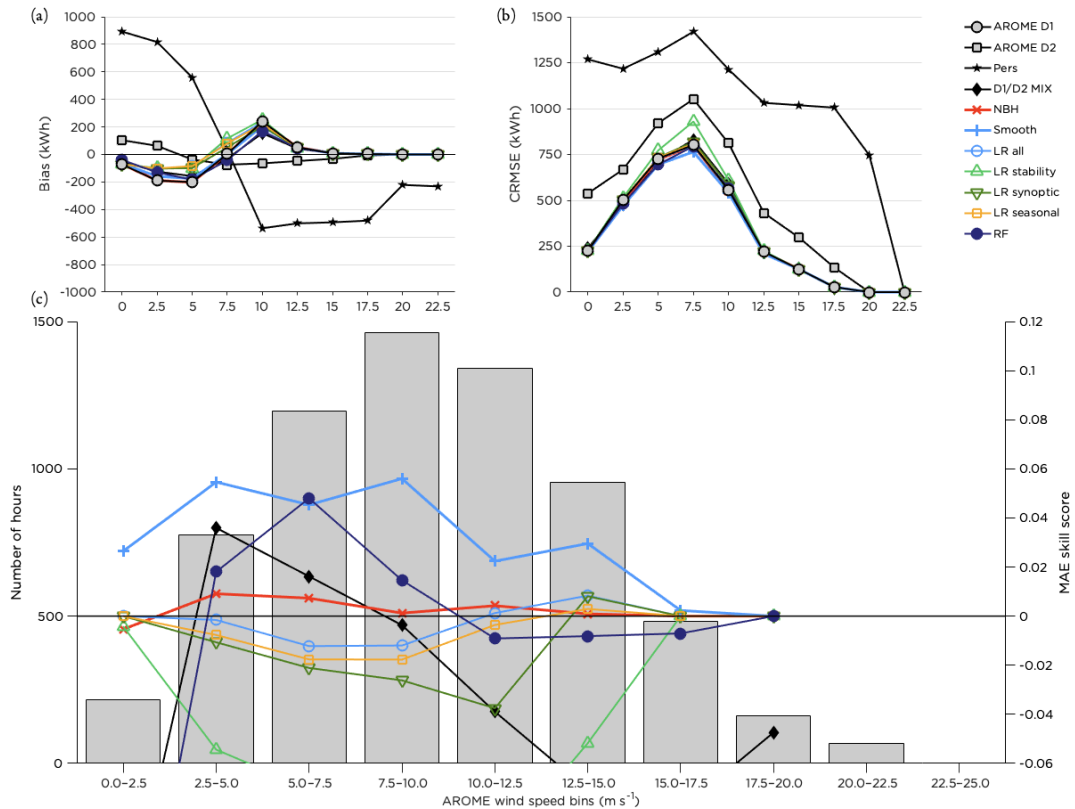 (a)
1000
800
600
400
200
0
-200
-400
-600
-800
-1000
Bias (kWh)
0 2.5 5 7.5 10 12.5 15 17.5 20 22.5
(b)
1500
1250
1000
750
500
250
0
CRMSE (kWh)
0 2.5 5 7.5 10 12.5 15 17.5 20 22.5
AROME D1
AROME D2
Pers
D1/D2 MIX
NBH
Smooth
LR all
LR stability
LR synoptic
LR seasonal
RF
(c)
1500
1000
500
0
Number of hours
0.12
0.1
0.08
0.06
0.04
0.02
0
-0.02
-0.04
-0.06
MAE skill score
0.0–2.5 2.5–5.0 5.0–7.5 7.5–10.0 10.0–12.5 12.5–15.0 15.0–17.5 17.5–20.0 20.0–22.5 22.5–25.0
AROME wind speed bins (m s⁻¹)